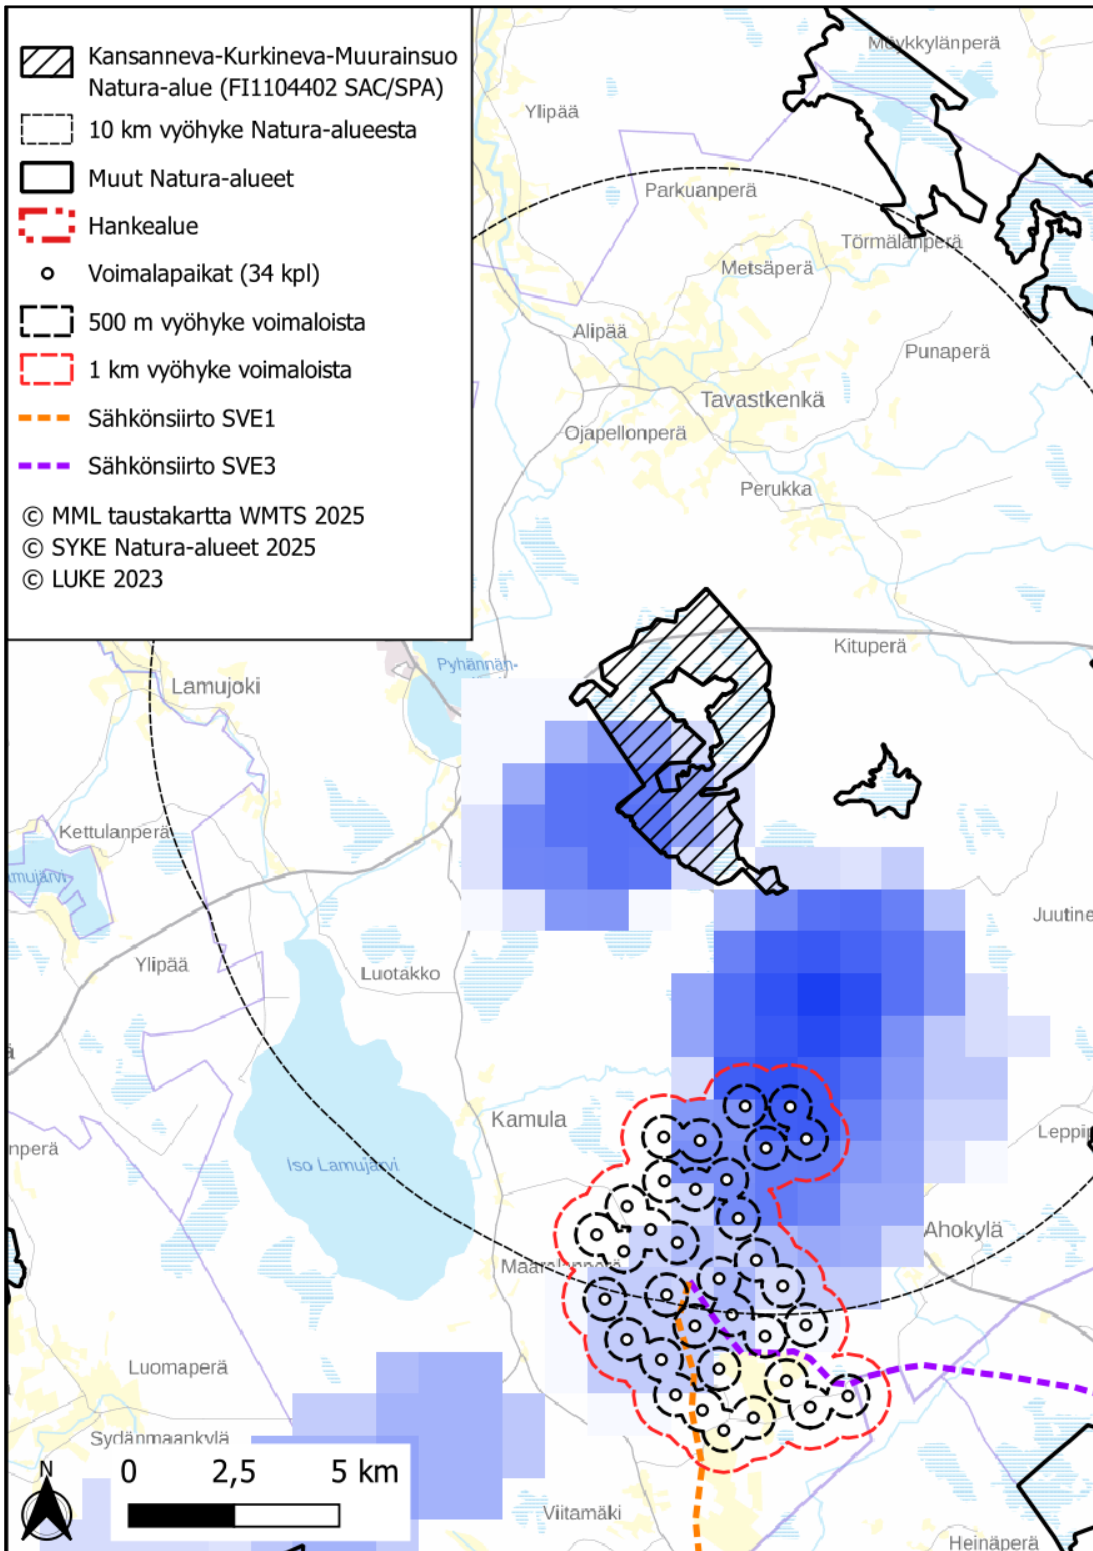 Kansanneva-Kurkineva-Muurainsuo
Natura-alue (FI1104402 SAC/SPA)
10 km vyöhyke Natura-alueesta
Muut Natura-alueet
Hankealue
Voimalapaikat (34 kpl)
500 m vyöhyke voimaloista
1 km vyöhyke voimaloista
Sähkönsiirto SVE1
Sähkönsiirto SVE3
© MML taustakartta WMTS 2025
© SYKE Natura-alueet 2025
© LUKE 2023
Möykkylänperä
Ylipää
Parkuanperä
Törmälänperä
Metsäperä
Alipää
Punaperä
Tavastkenkä
Ojapellonperä
Perukka
Kituperä
Pyhännän-
Lamujoki
Kettulanperä
amujärvi
Juutine
Ylipää
Luotakko
Kamula
Leppi
nperä
Iso Lamujärvi
Ahokylä
Luomaperä
Sydänmaankylä
N
0 2,5 5 km
Viitamäki
Heinäperä